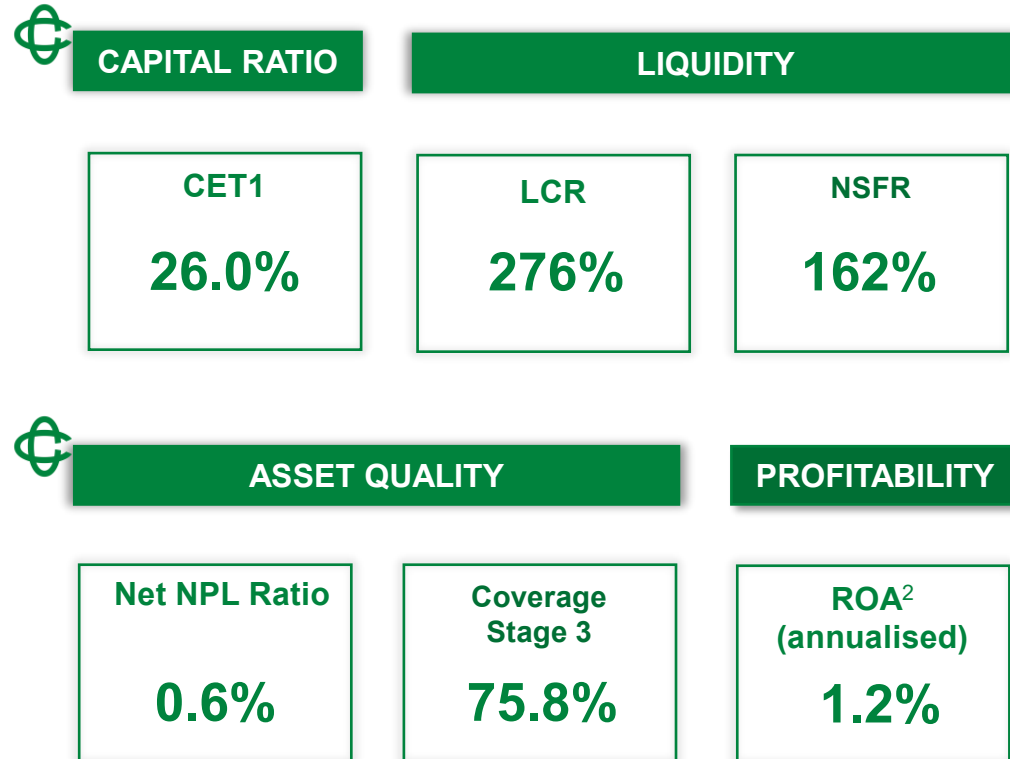 CAPITAL RATIO
LIQUIDITY
CET1
26.0%
LCR
276%
NSFR
162%
ASSET QUALITY
PROFITABILITY
Net NPL Ratio
0.6%
Coverage
Stage 3
75.8%
ROA²
(annualised)
1.2%